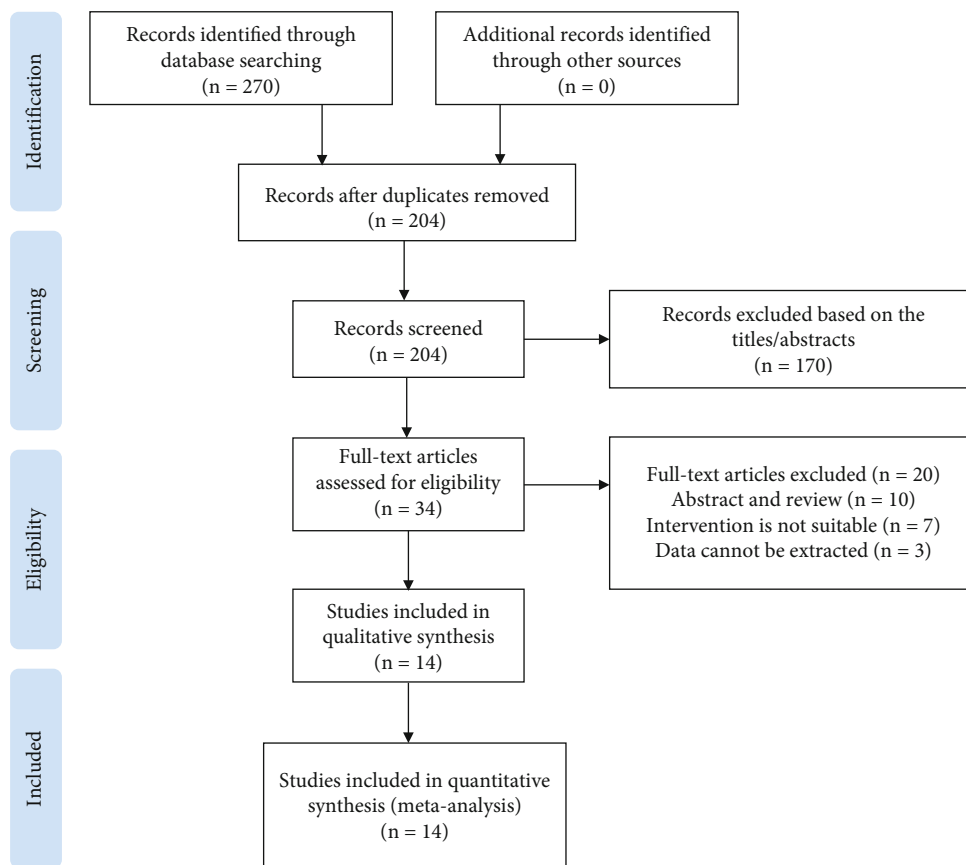 Identification
Records identified through
database searching
(n = 270)
Additional records identified
through other sources
(n = 0)
Records after duplicates removed
(n = 204)
Screening
Records screened
(n = 204)
Records excluded based on the
titles/abstracts
(n = 170)
Eligibility
Full-text articles
assessed for eligibility
(n = 34)
Full-text articles excluded (n = 20)
Abstract and review (n = 10)
Intervention is not suitable (n = 7)
Data cannot be extracted (n = 3)
Studies included in
qualitative synthesis
(n = 14)
Included
Studies included in quantitative
synthesis (meta-analysis)
(n = 14)